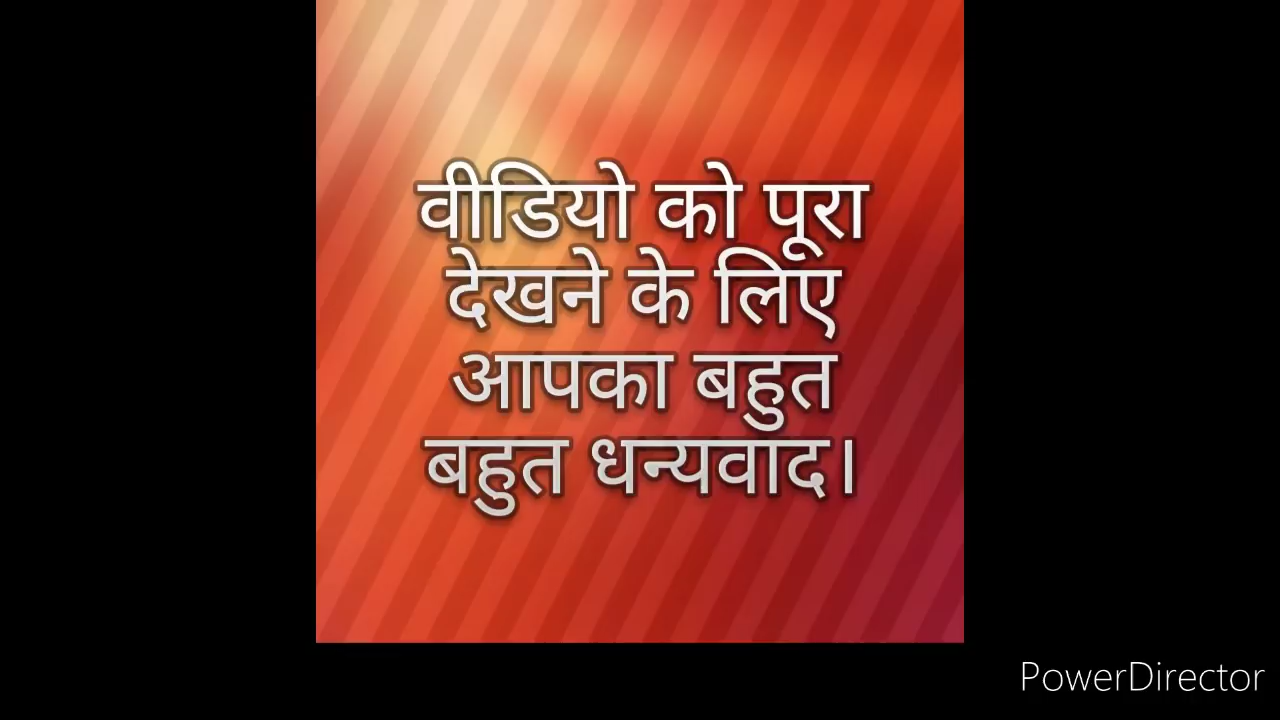 वीडियो को पूरा
देखने के लिए
आपका बहुत
बहुत धन्यवाद।
PowerDirector